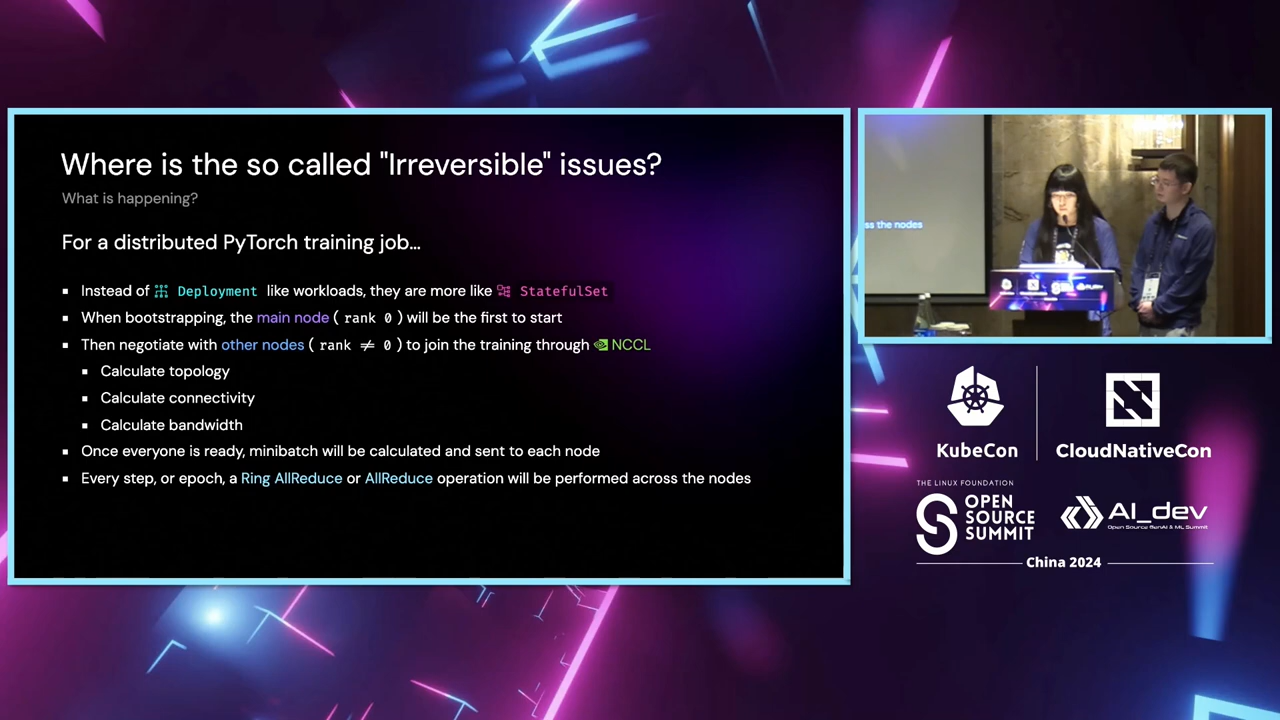 Where is the so called "Irreversible" issues?
What is happening?
For a distributed PyTorch training job...
Instead of Deployment like workloads, they are more like StatefulSet
When bootstrapping, the main node ( rank 0 ) will be the first to start
Then negotiate with other nodes ( rank ≠ 0 ) to join the training through NCCL
Calculate topology
Calculate connectivity
Calculate bandwidth
Once everyone is ready, minibatch will be calculated and sent to each node
Every step, or epoch, a Ring AllReduce or AllReduce operation will be performed across the nodes
ss the nodes
KubeCon
CloudNativeCon
THE LINUX FOUNDATION
OPEN
SOURCE
SUMMIT
AI_dev
Open Source GenAI & ML Summit
China 2024